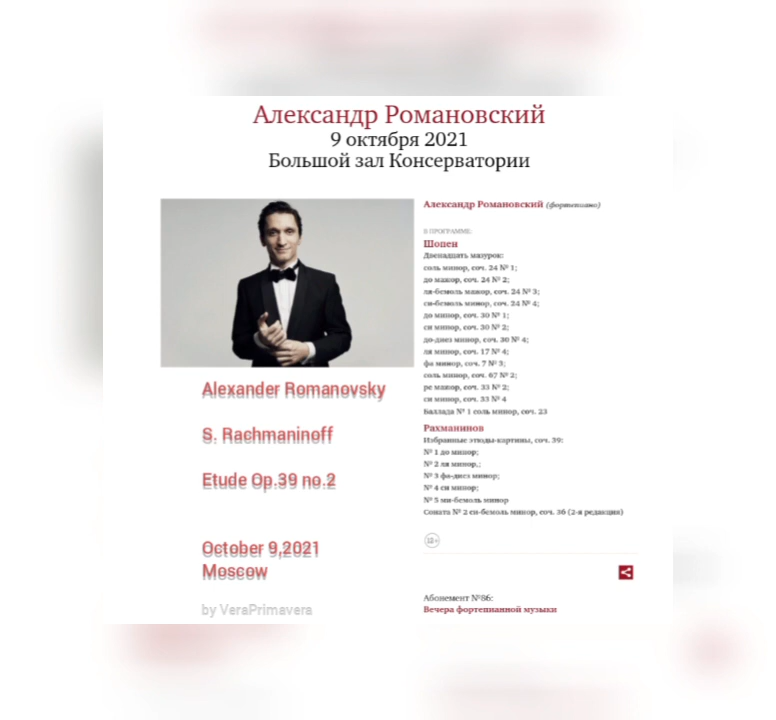 Александр Романовский
9 октября 2021
Большой зал Консерватории
Александр Романовский (фортепиано)
В ПРОГРАММЕ:
Шопен
Двенадцать мазурок:
соль минор, соч. 24 № 1;
до мажор, соч. 24 № 2;
ля-бемоль мажор, соч. 24 № 3;
си-бемоль минор, соч. 24 № 4;
до минор, соч. 30 № 1;
си минор, соч. 30 № 2;
до-диез минор, соч. 30 № 4;
ля минор, соч. 17 № 4;
фа минор, соч. 7 № 3;
соль минор, соч. 67 № 2;
ре мажор, соч. 33 № 2;
си минор, соч. 33 № 4
Баллада № 1 соль минор, соч. 23
Рахманинов
Избранные этюды-картины, соч. 39:
№ 1 до минор;
№ 2 ля минор,;
№ 3 фа-диез минор;
№ 4 си минор;
№ 5 ми-бемоль минор
Соната № 2 си-бемоль минор, соч. 36 (2-я редакция)
12+
Абонемент №86:
Вечера фортепианной музыки
Alexander Romanovsky
S. Rachmaninoff
Etude Op.39 no.2
October 9,2021
Moscow
by VeraPrimavera